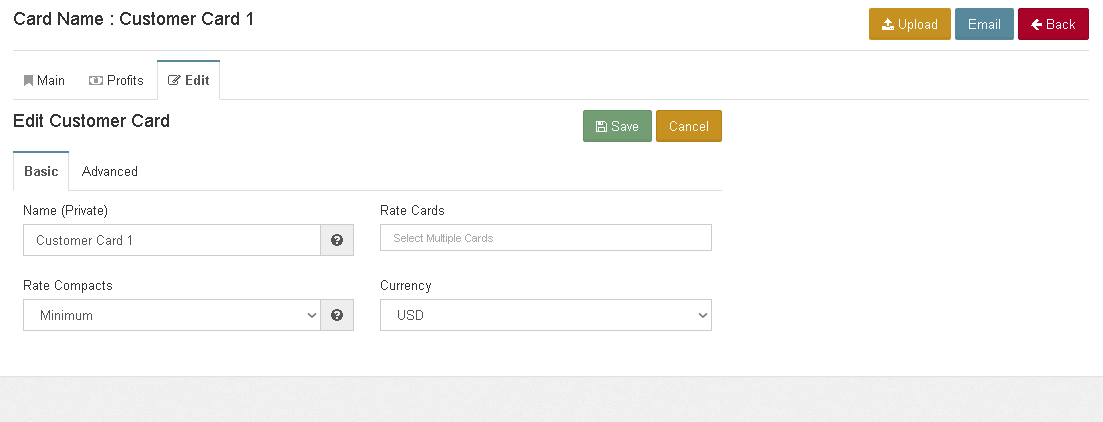 Card Name : Customer Card 1
Upload Email Back
Main Profits Edit
Edit Customer Card
Save Cancel
Basic Advanced
Name (Private) Rate Cards
Customer Card 1 Select Multiple Cards
Rate Compacts Currency
Minimum USD